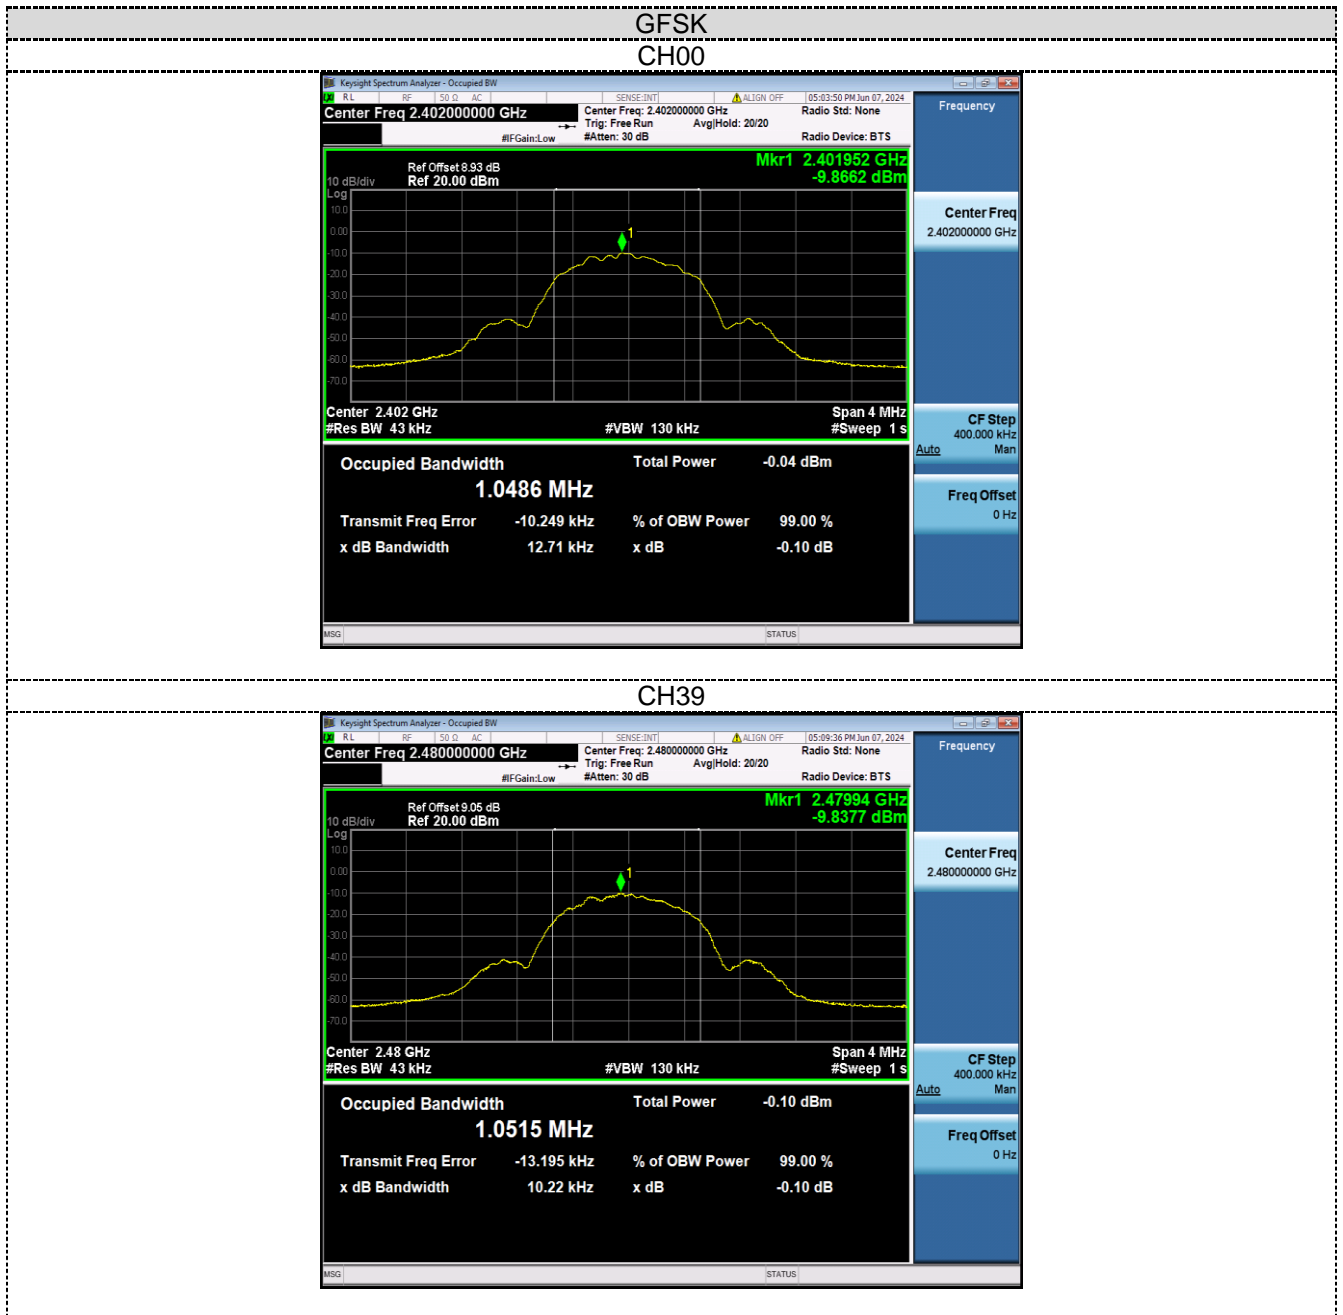 GFSK
CH00
Keysight Spectrum Analyzer - Occupied BW
RL RF 50 Ω AC SENSE:INT ALIGN OFF 05:03:50 PM Jun 07, 2024
Center Freq 2.402000000 GHz Center Freq: 2.402000000 GHz Radio Std: None Frequency
Trig: Free Run Avg|Hold: 20/20
#IFGain:Low #Atten: 30 dB Radio Device: BTS
Mkr1 2.401952 GHz
Ref Offset 8.93 dB -9.8662 dBm
10 dB/div Ref 20.00 dBm
Log
10.0
0.00
-10.0
-20.0
-30.0
-40.0
-50.0
-60.0
-70.0
1
Center Freq
2.402000000 GHz
Center 2.402 GHz Span 4 MHz
#Res BW 43 kHz #VBW 130 kHz #Sweep 1 s
CF Step
400.000 kHz
Auto Man
Occupied Bandwidth Total Power -0.04 dBm
1.0486 MHz
Freq Offset
0 Hz
Transmit Freq Error -10.249 kHz % of OBW Power 99.00 %
x dB Bandwidth 12.71 kHz x dB -0.10 dB
MSG STATUS
CH39
Keysight Spectrum Analyzer - Occupied BW
RL RF 50 Ω AC SENSE:INT ALIGN OFF 05:09:36 PM Jun 07, 2024
Center Freq 2.480000000 GHz Center Freq: 2.480000000 GHz Radio Std: None Frequency
Trig: Free Run Avg|Hold: 20/20
#IFGain:Low #Atten: 30 dB Radio Device: BTS
Mkr1 2.47994 GHz
Ref Offset 9.05 dB -9.8377 dBm
10 dB/div Ref 20.00 dBm
Log
10.0
0.00
-10.0
-20.0
-30.0
-40.0
-50.0
-60.0
-70.0
1
Center Freq
2.480000000 GHz
Center 2.48 GHz Span 4 MHz
#Res BW 43 kHz #VBW 130 kHz #Sweep 1 s
CF Step
400.000 kHz
Auto Man
Occupied Bandwidth Total Power -0.10 dBm
1.0515 MHz
Freq Offset
0 Hz
Transmit Freq Error -13.195 kHz % of OBW Power 99.00 %
x dB Bandwidth 10.22 kHz x dB -0.10 dB
MSG STATUS